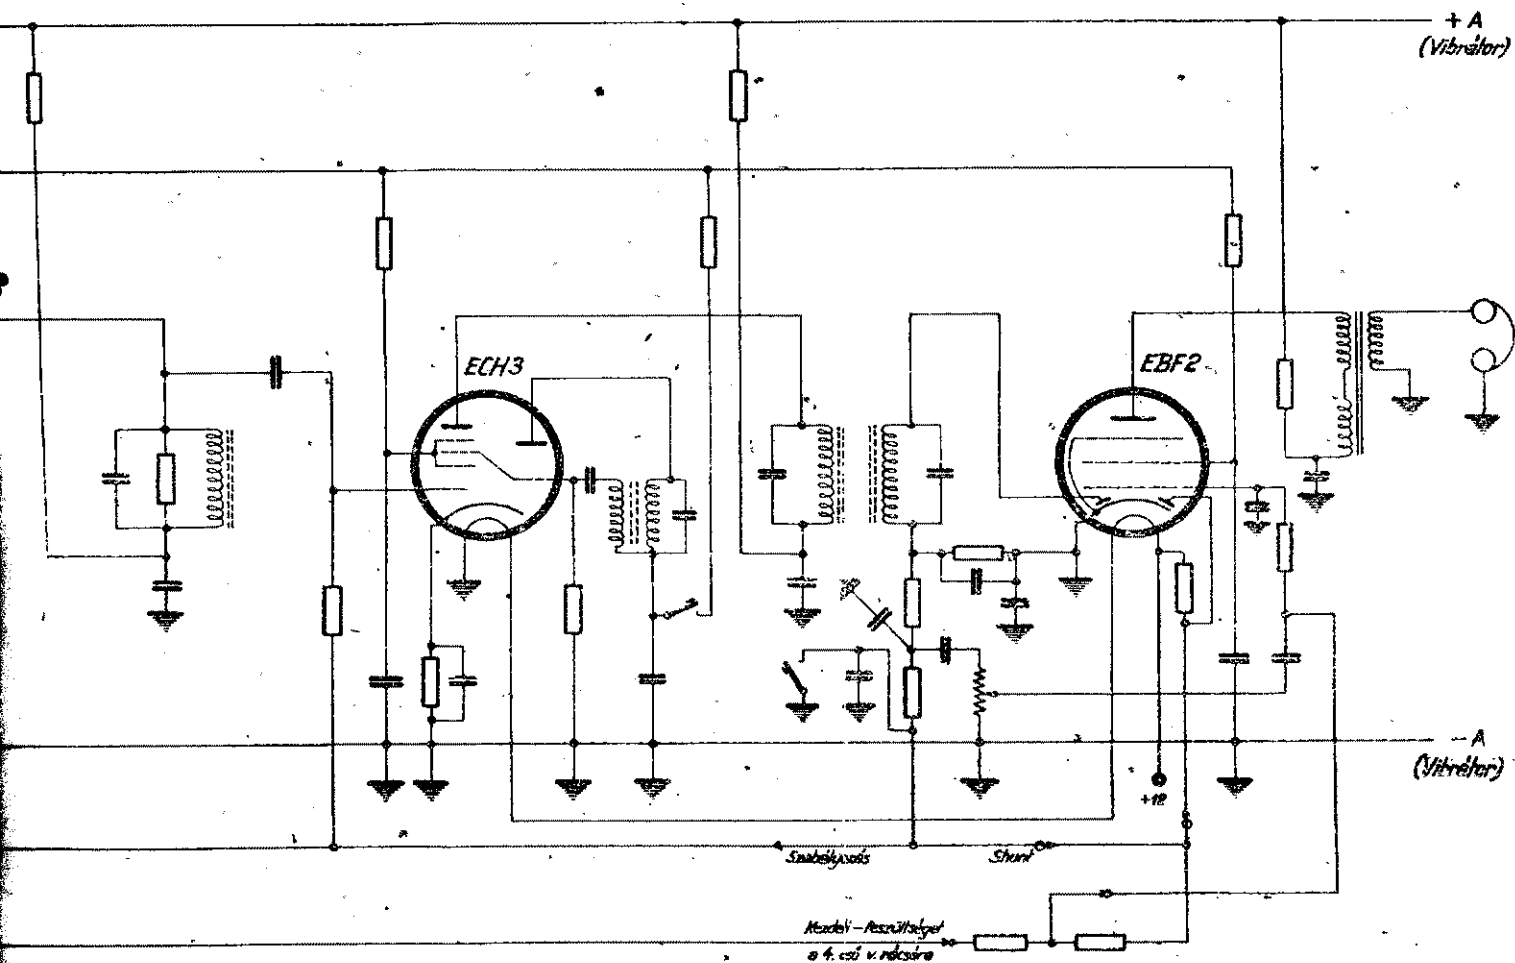 + A
(Vibrátor)
ECH3
EBF2
- A
(Vibrátor)
+12
Szabályozás
Shunt
Kezdeti-feszültséget
a 4. cső v. rácsára